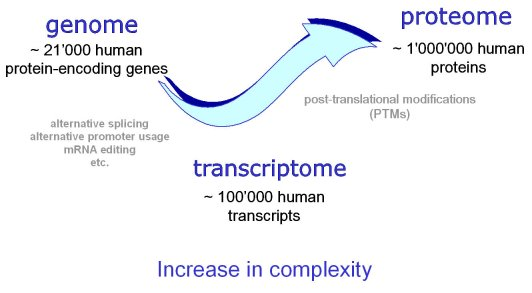 genome
~ 21'000 human
protein-encoding genes
alternative splicing
alternative promoter usage
mRNA editing
etc.
transcriptome
~ 100'000 human
transcripts
proteome
~ 1'000'000 human
proteins
post-translational modifications
(PTMs)
Increase in complexity